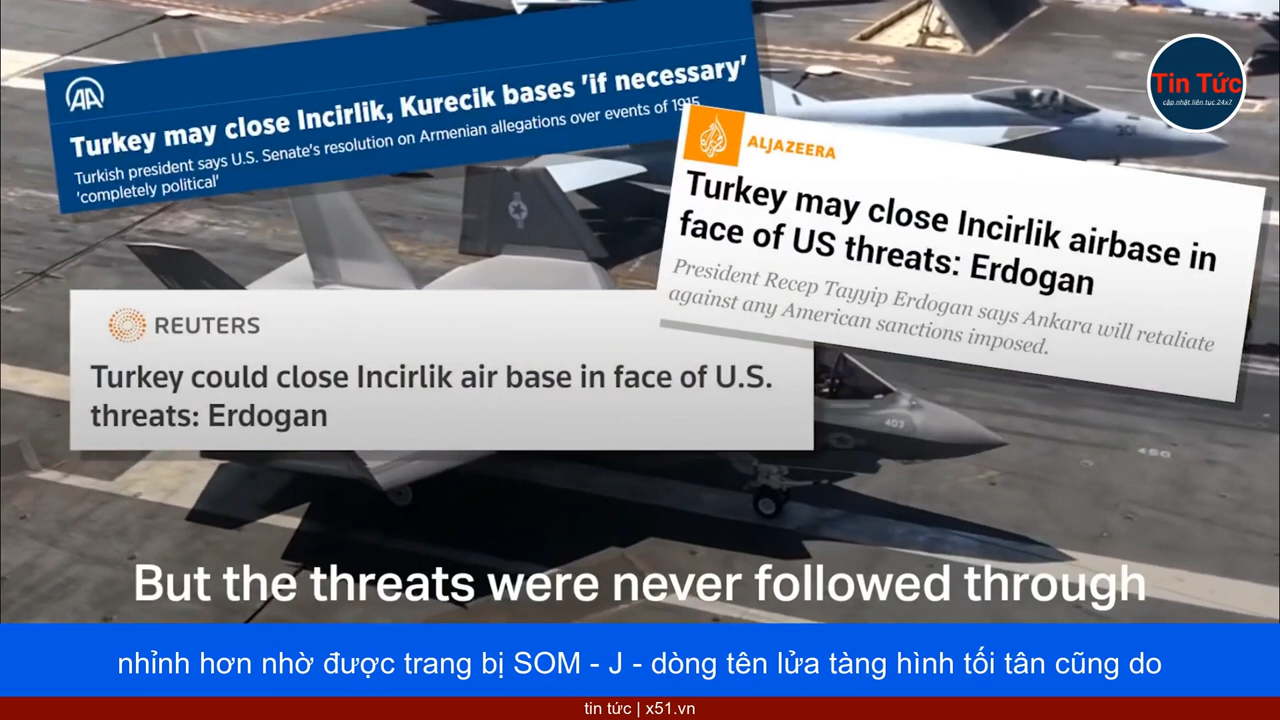 AA
Turkey may close Incirlik, Kurecik bases 'if necessary'
Turkish president says U.S. Senate's resolution on Armenian allegations over events of 1915
'completely political'
Tin Tức
cập nhật liên tục 24x7
ALJAZEERA
Turkey may close Incirlik airbase in
face of US threats: Erdogan
President Recep Tayyip Erdogan says Ankara will retaliate
against any American sanctions imposed.
REUTERS
Turkey could close Incirlik air base in face of U.S.
threats: Erdogan
403
But the threats were never followed through
nhỉnh hơn nhờ được trang bị SOM - J - dòng tên lửa tàng hình tối tân cũng do
tin tức | x51.vn